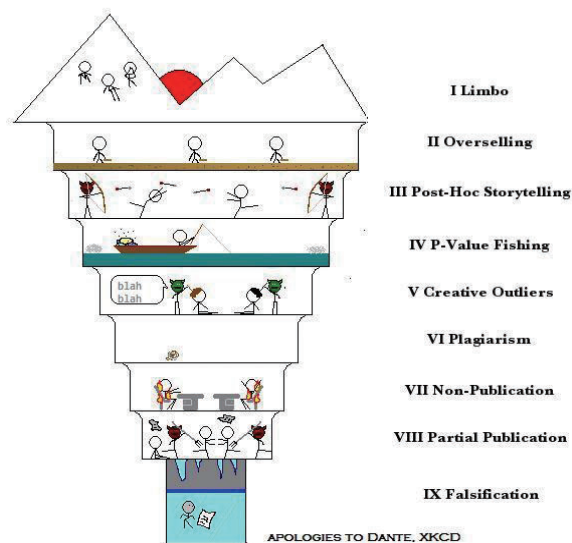 I Limbo
II Overselling
III Post-Hoc Storytelling
IV P-Value Fishing
blah
blah
V Creative Outliers
VI Plagiarism
VII Non-Publication
VIII Partial Publication
IX Falsification
APOLOGIES TO DANTE, XKCD